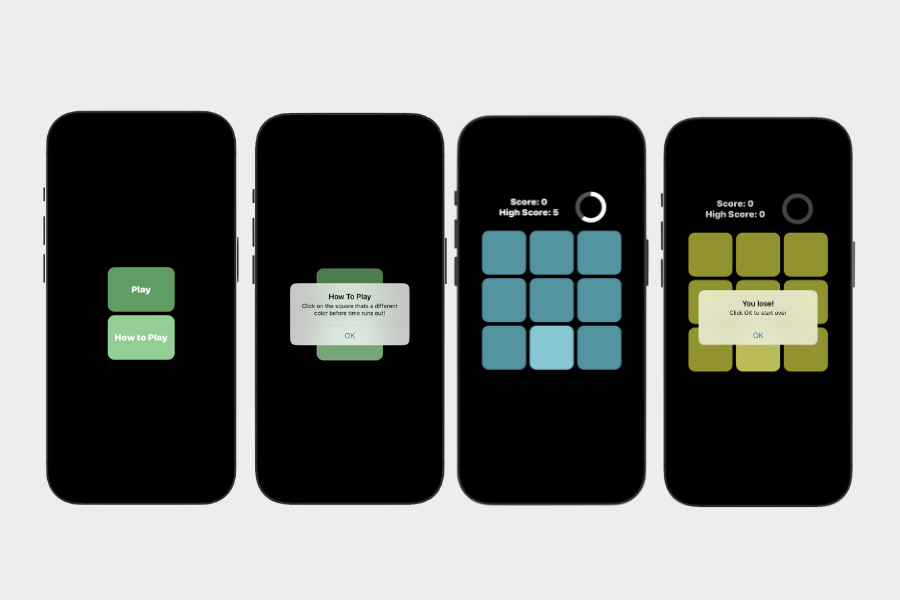 Play
How to Play
How To Play
Click on the square thats a different
color before time runs out!
OK
Score: 0
High Score: 5
Score: 0
High Score: 0
You lose!
Click OK to start over
OK